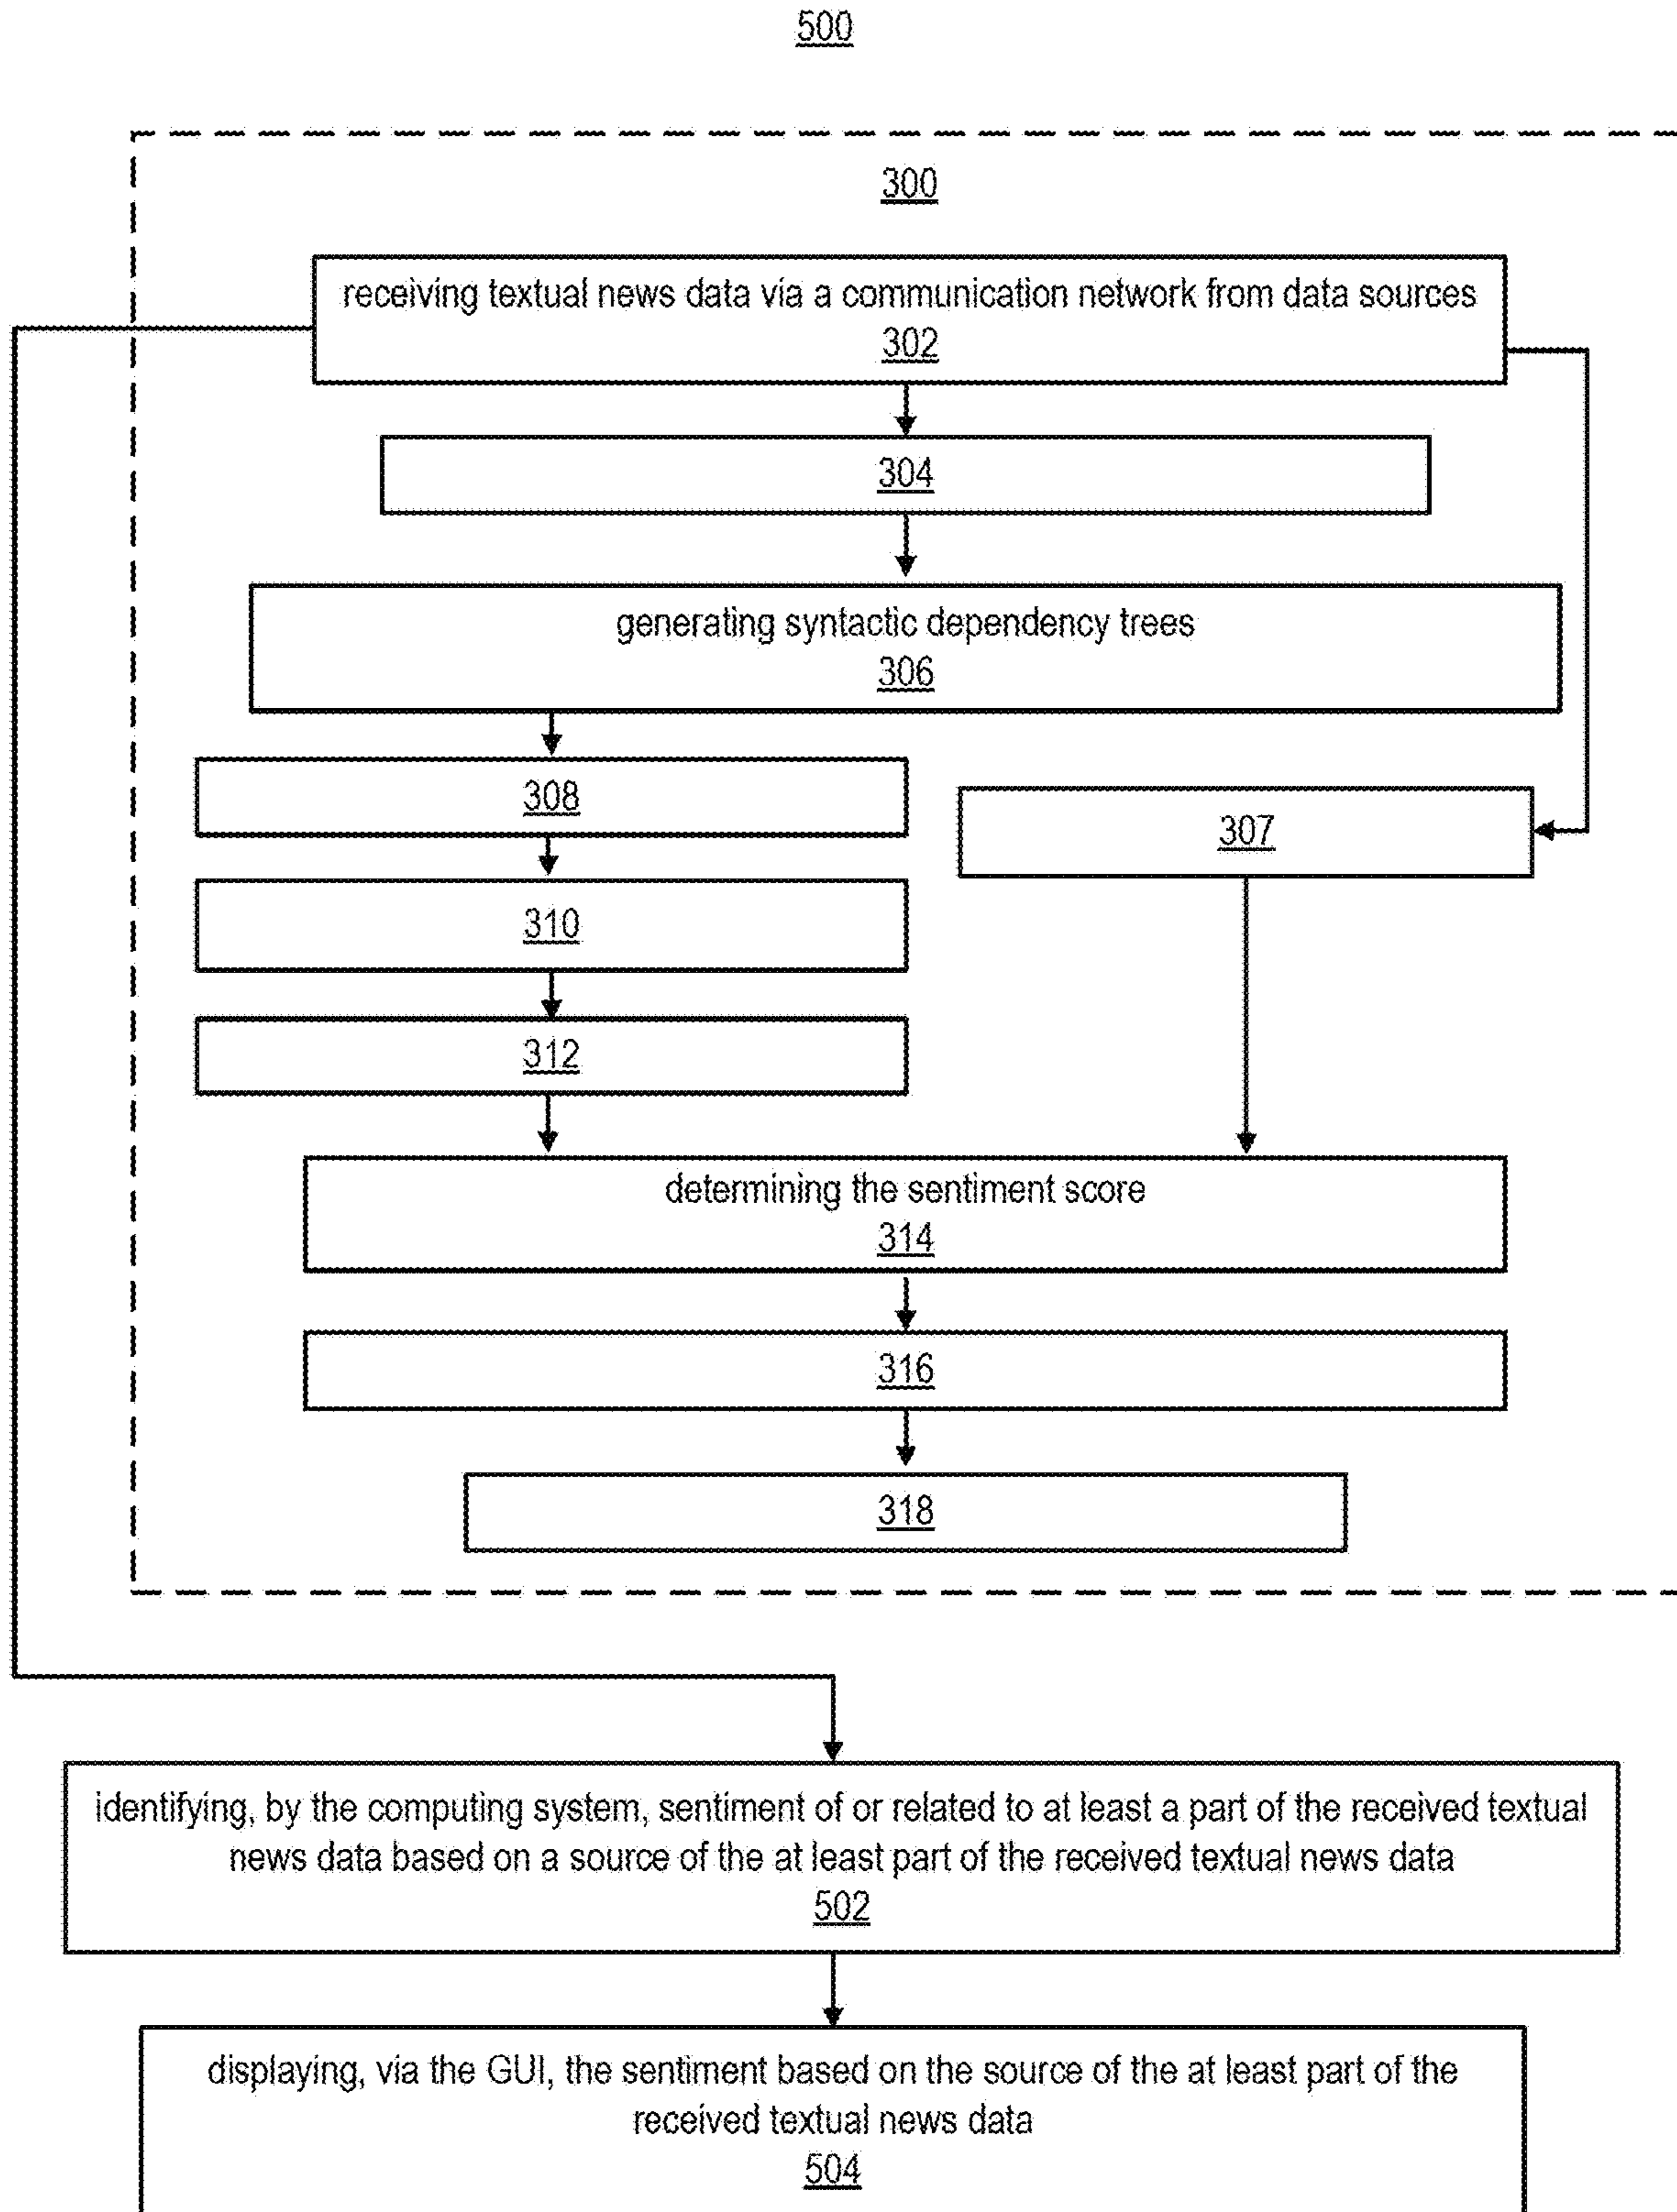 500
300
receiving textual news data via a communication network from data sources
302
304
generating syntactic dependency trees
306
308
307
310
312
determining the sentiment score
314
316
318
identifying, by the computing system, sentiment of or related to at least a part of the received textual
news data based on a source of the at least part of the received textual news data
502
displaying, via the GUI, the sentiment based on the source of the at least part of the
received textual news data
504